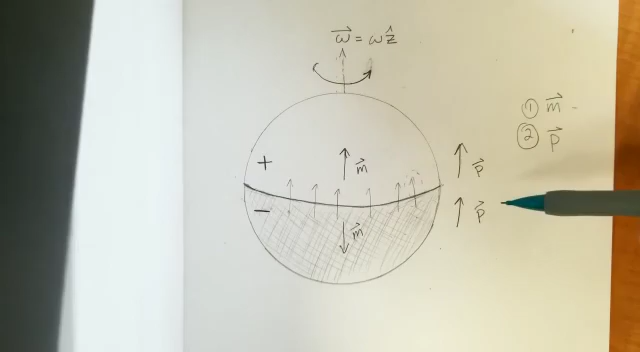 ω⃗ = ωẑ
① m⃗
② p⃗
+ m⃗ p⃗
− p⃗
m⃗